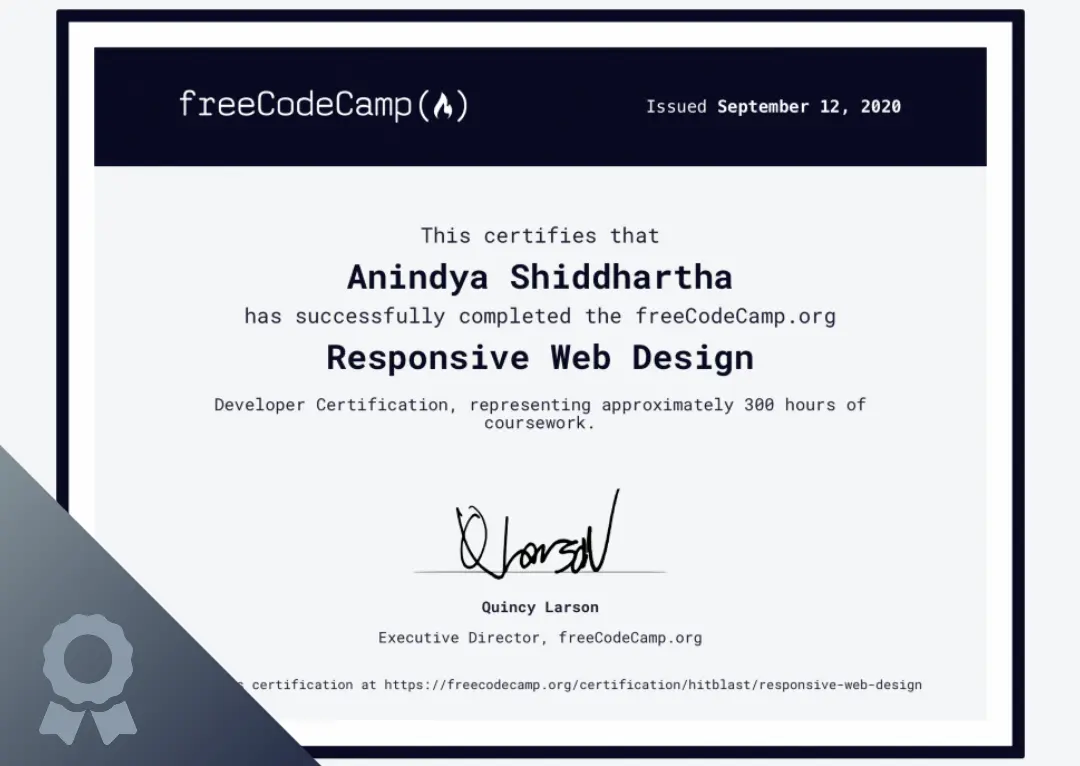 freeCodeCamp
Issued September 12, 2020
This certifies that
Anindya Shiddhartha
has successfully completed the freeCodeCamp.org
Responsive Web Design
Developer Certification, representing approximately 300 hours of
coursework.
Q Larson
Quincy Larson
Executive Director, freeCodeCamp.org
certification at https://freecodecamp.org/certification/hitblast/responsive-web-design